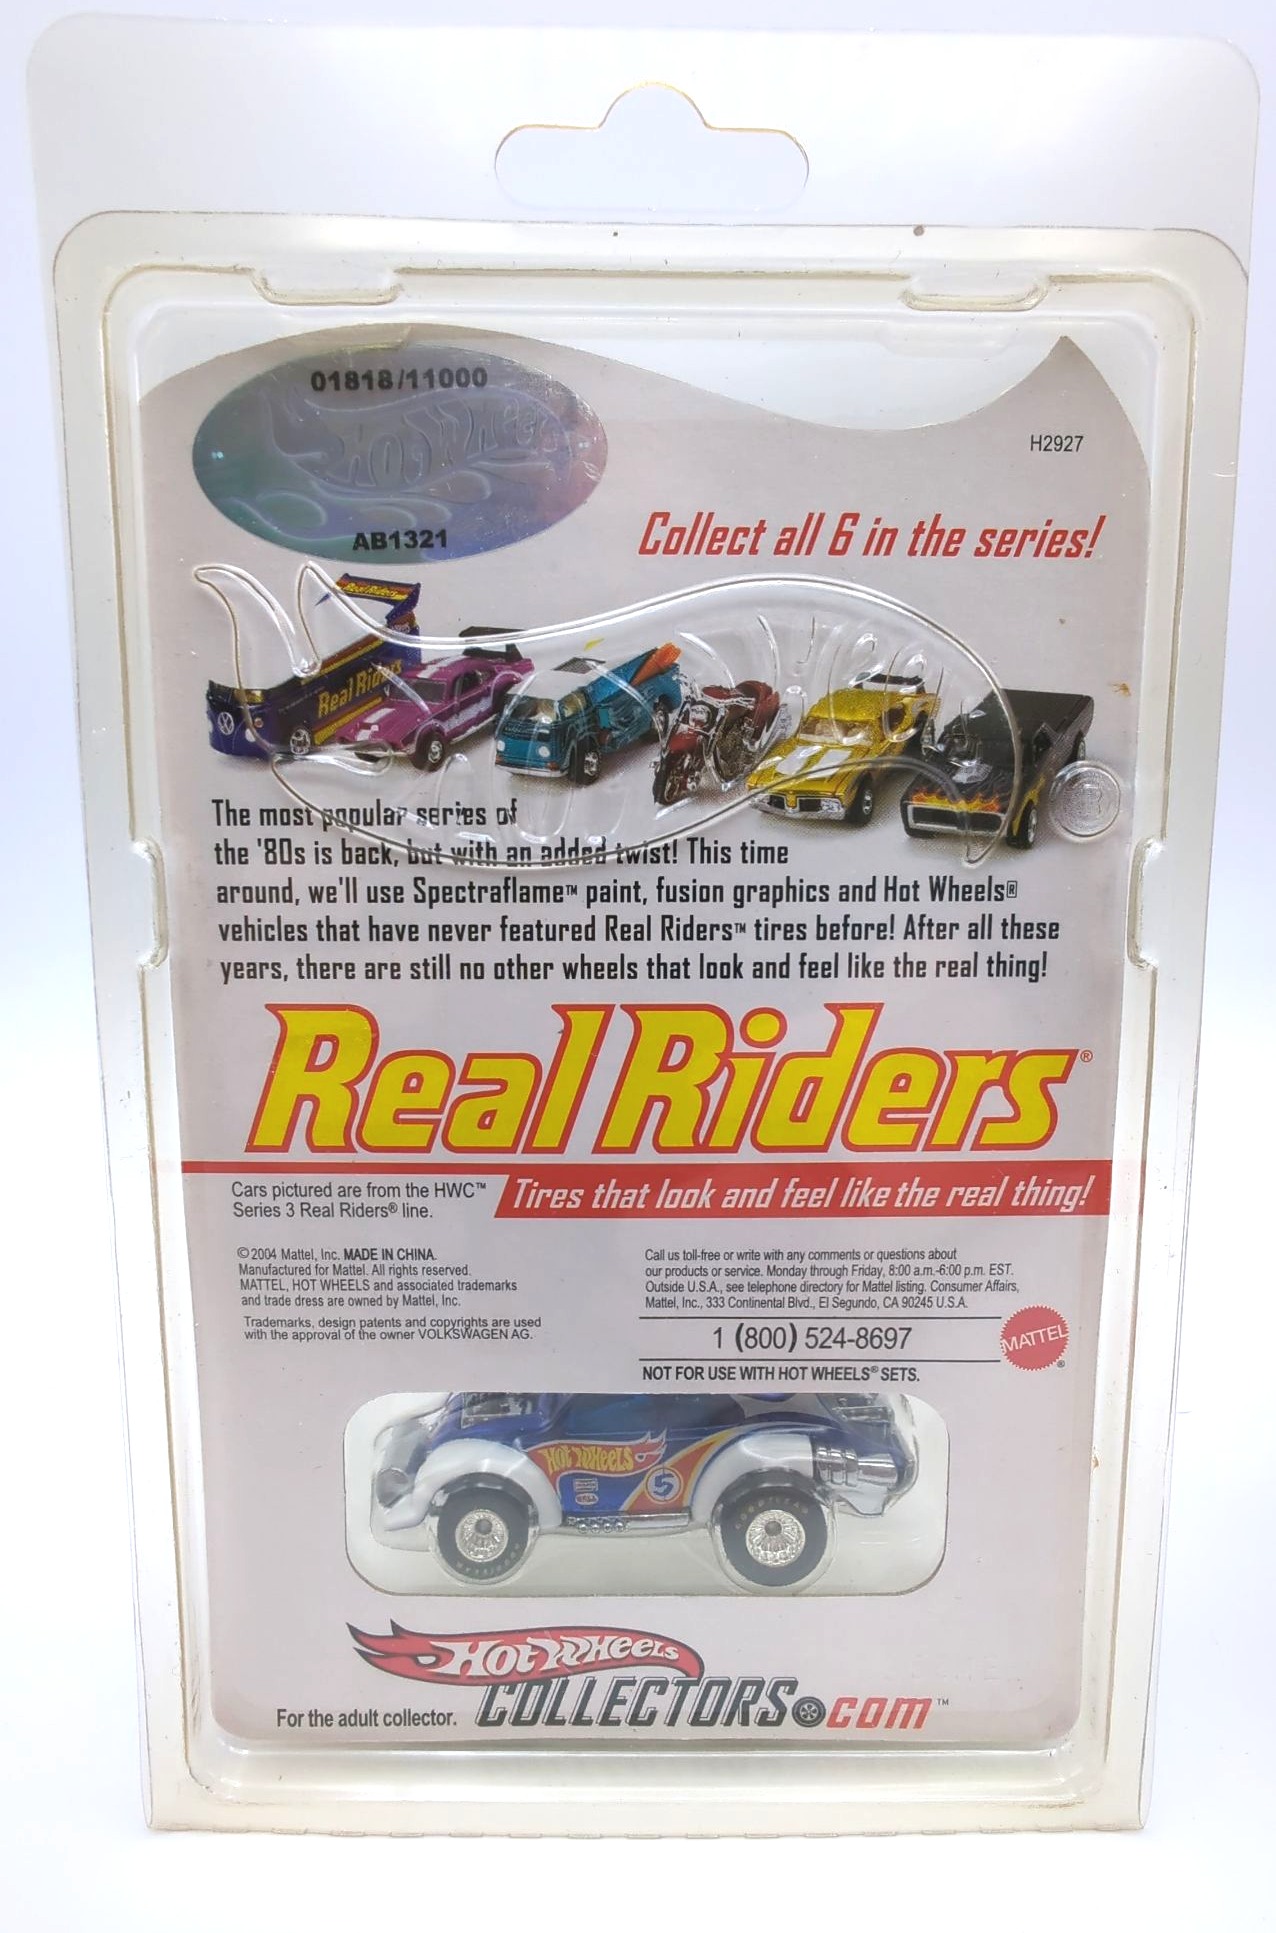 01818/11000
HOT WHEELS
AB1321
H2927
Collect all 6 in the series!
Real Riders
Real Riders
The most popular series of
the '80s is back, but with an added twist! This time
around, we'll use Spectraflame™ paint, fusion graphics and Hot Wheels®
vehicles that have never featured Real Riders™ tires before! After all these
years, there are still no other wheels that look and feel like the real thing!
Real Riders®
Cars pictured are from the HWC™
Series 3 Real Riders® line.
Tires that look and feel like the real thing!
© 2004 Mattel, Inc. MADE IN CHINA.
Manufactured for Mattel. All rights reserved.
MATTEL, HOT WHEELS and associated trademarks
and trade dress are owned by Mattel, Inc.
Trademarks, design patents and copyrights are used
with the approval of the owner VOLKSWAGEN AG.
Call us toll-free or write with any comments or questions about
our products or service. Monday through Friday, 8:00 a.m.-6:00 p.m. EST.
Outside U.S.A., see telephone directory for Mattel listing. Consumer Affairs,
Mattel, Inc., 333 Continental Blvd., El Segundo, CA 90245 U.S.A.
1 (800) 524-8697
MATTEL®
NOT FOR USE WITH HOT WHEELS® SETS.
HOT WHEELS
5
GOODYEAR
Hot Wheels
For the adult collector. COLLECTORS.com™